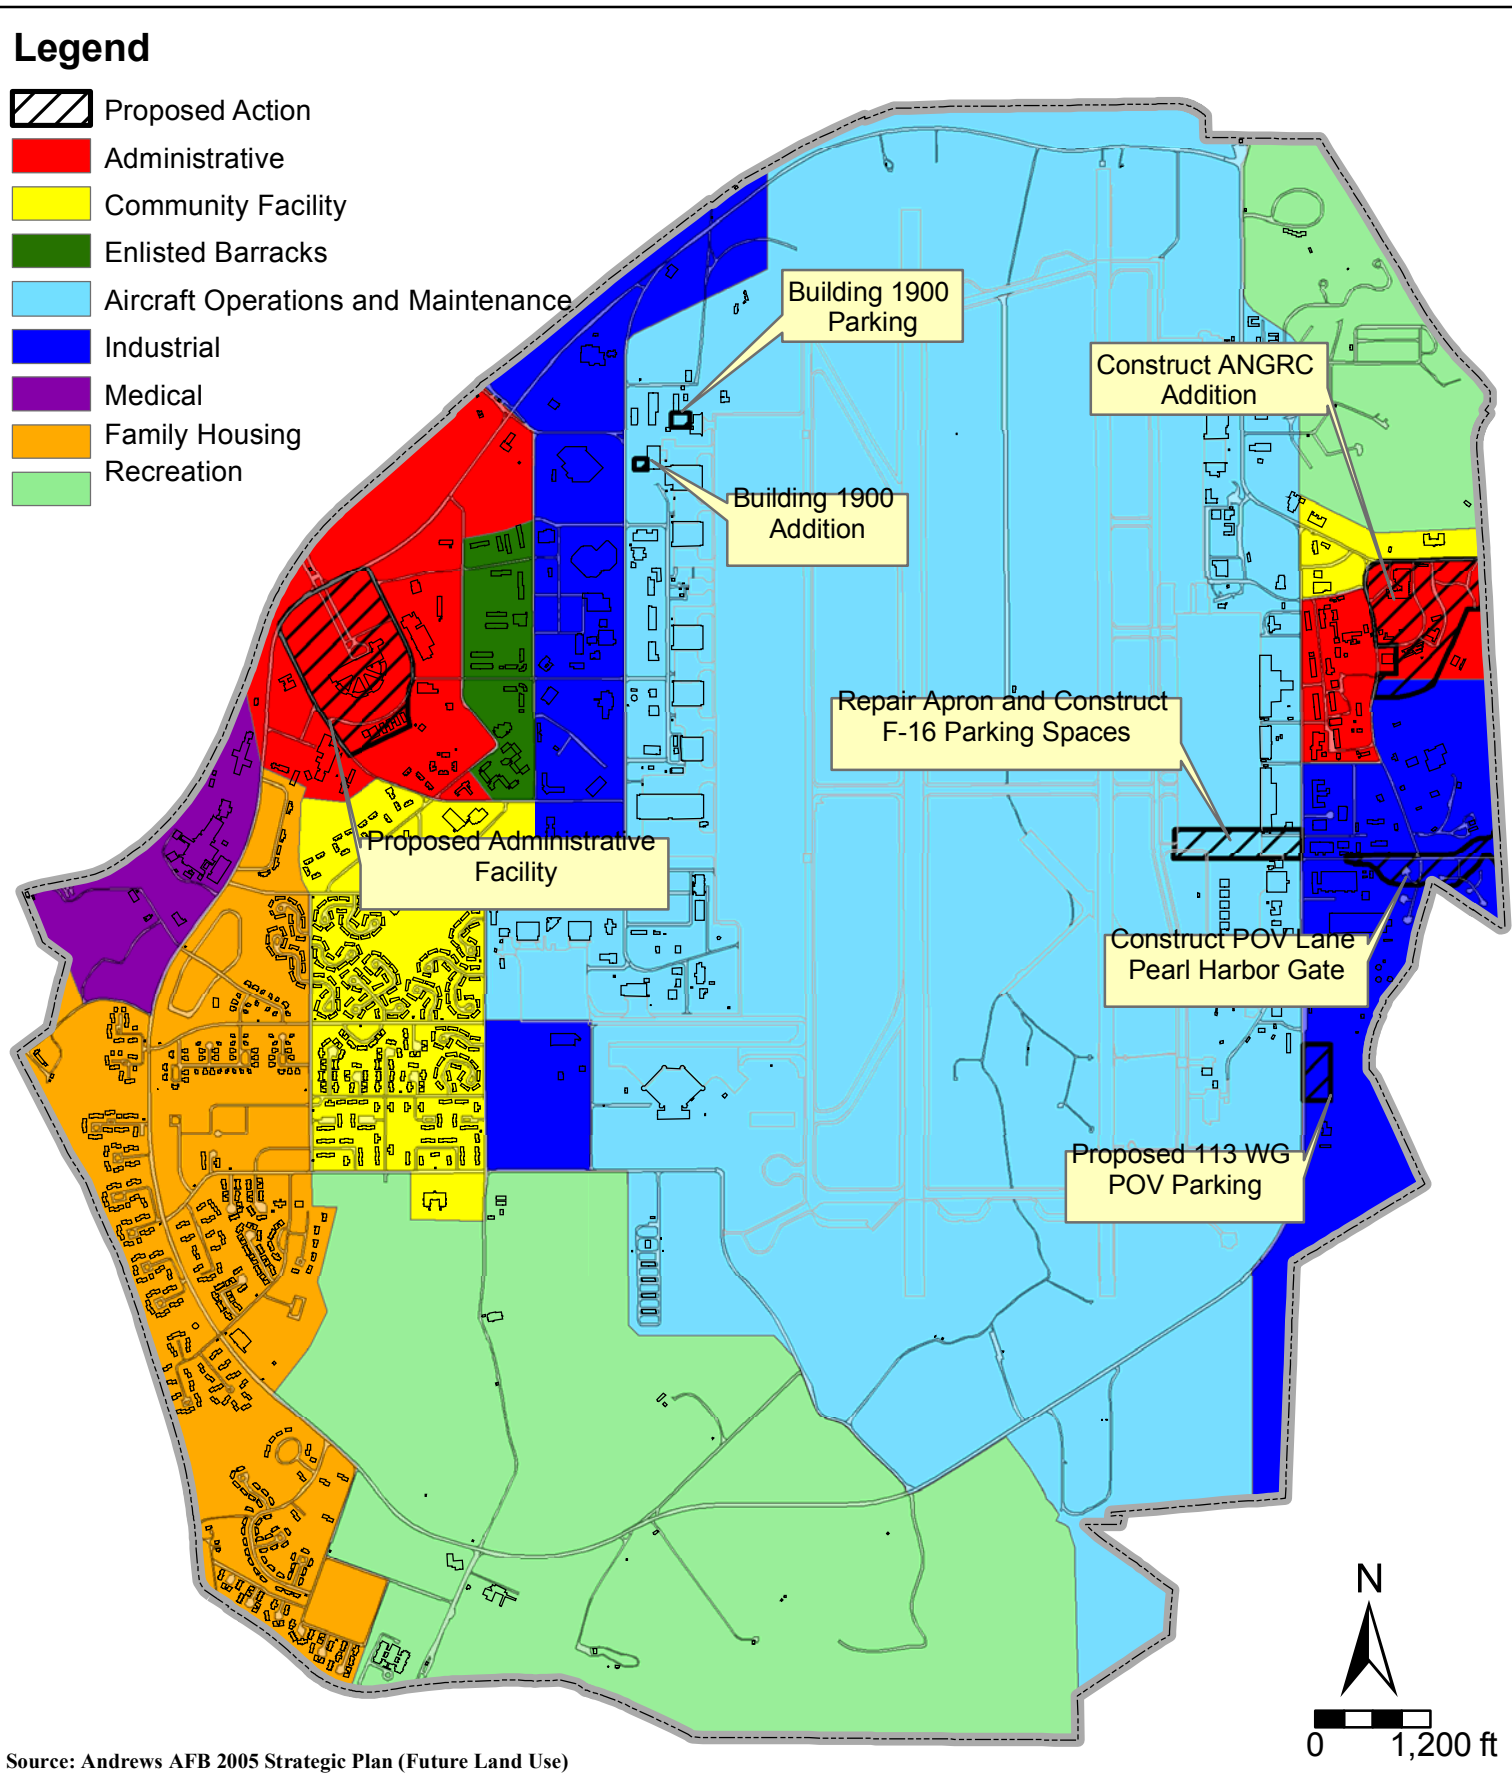 Legend
Proposed Action
Administrative
Community Facility
Enlisted Barracks
Aircraft Operations and Maintenance
Industrial
Medical
Family Housing
Recreation
Building 1900
Parking
Construct ANGRC
Addition
Building 1900
Addition
Repair Apron and Construct
F-16 Parking Spaces
Proposed Administrative
Facility
Construct POV Lane
Pearl Harbor Gate
Proposed 113 WG
POV Parking
N
0 1,200 ft
Source: Andrews AFB 2005 Strategic Plan (Future Land Use)